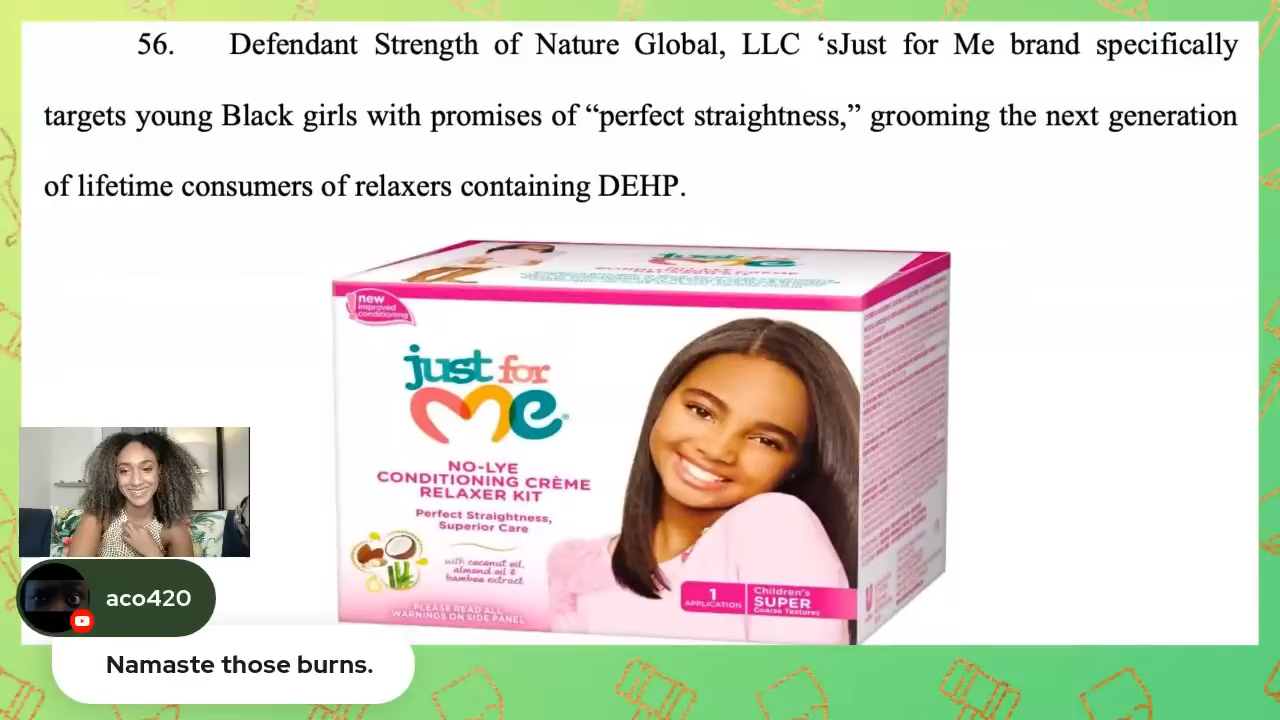 56. Defendant Strength of Nature Global, LLC ‘sJust for Me brand specifically
targets young Black girls with promises of “perfect straightness,” grooming the next generation
of lifetime consumers of relaxers containing DEHP.
new
improved
conditioning
just for
me
NO-LYE
CONDITIONING CRÈME
RELAXER KIT
Perfect Straightness,
Superior Care
with coconut oil,
almond oil &
bamboo extract
PLEASE READ ALL
WARNINGS ON SIDE PANEL
1
APPLICATION
Children's
SUPER
Coarse Textures
just for
me
aco420
Namaste those burns.